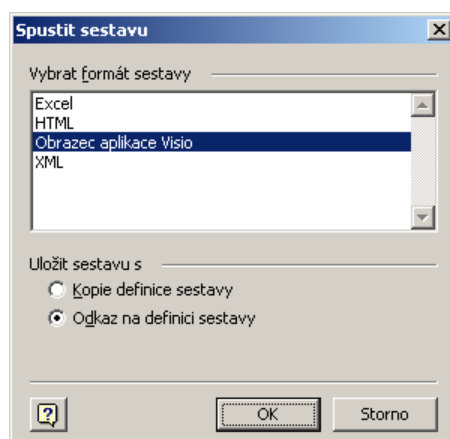 Spustit sestavu
Vybrat formát sestavy
Excel
HTML
Obrazec aplikace Visio
XML
Uložit sestavu s
Kopie definice sestavy
Odkaz na definici sestavy
OK Storno